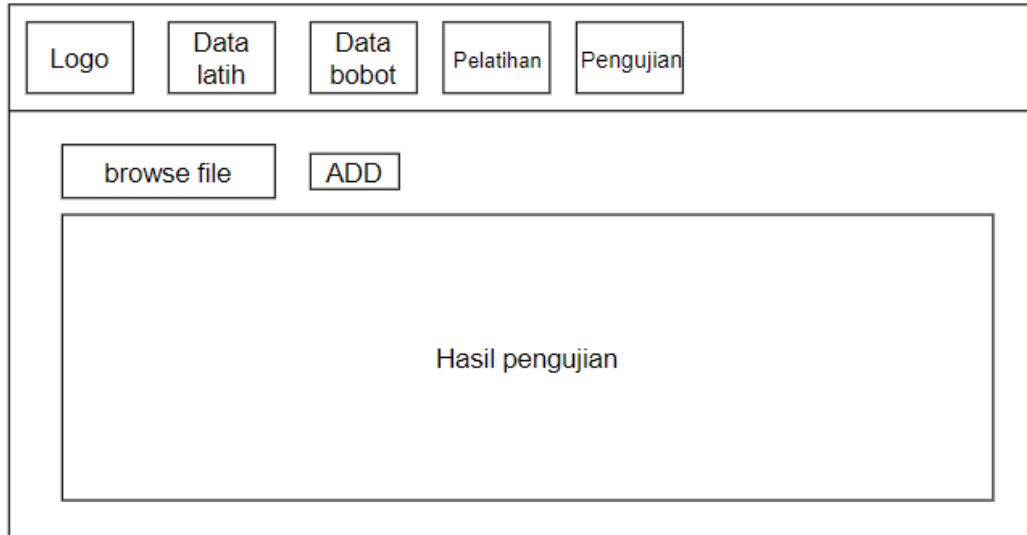 Logo
Data
latih
Data
bobot
Pelatihan
Pengujian
browse file
ADD
Hasil pengujian